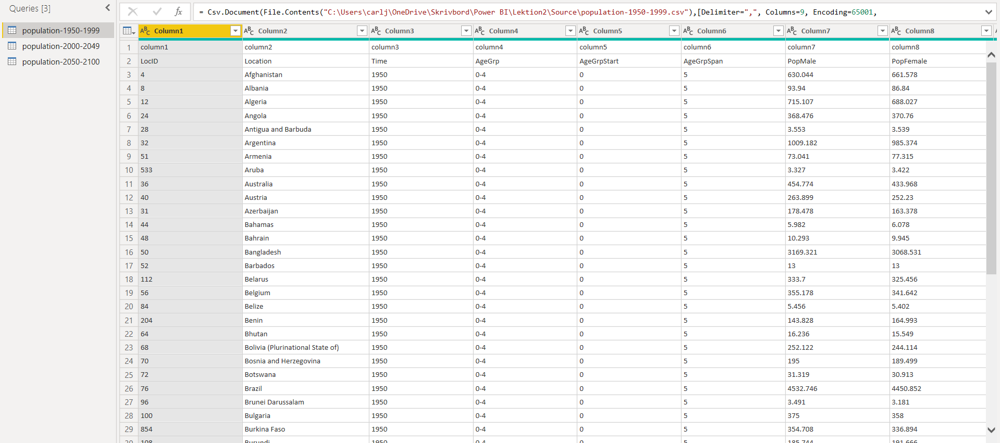 Queries [3]
population-1950-1999
population-2000-2049
population-2050-2100
fx = Csv.Document(File.Contents("C:\Users\carlj\OneDrive\Skrivbord\Power BI\Lektion2\Source\population-1950-1999.csv"),[Delimiter=",", Columns=9, Encoding=65001,
ABC Column1 ABC Column2 ABC Column3 ABC Column4 ABC Column5 ABC Column6 ABC Column7 ABC Column8
1 column1 column2 column3 column4 column5 column6 column7 column8
2 LocID Location Time AgeGrp AgeGrpStart AgeGrpSpan PopMale PopFemale
3 4 Afghanistan 1950 0-4 0 5 630.044 661.578
4 8 Albania 1950 0-4 0 5 93.94 86.84
5 12 Algeria 1950 0-4 0 5 715.107 688.027
6 24 Angola 1950 0-4 0 5 368.476 370.76
7 28 Antigua and Barbuda 1950 0-4 0 5 3.553 3.539
8 32 Argentina 1950 0-4 0 5 1009.182 985.374
9 51 Armenia 1950 0-4 0 5 73.041 77.315
10 533 Aruba 1950 0-4 0 5 3.327 3.422
11 36 Australia 1950 0-4 0 5 454.774 433.968
12 40 Austria 1950 0-4 0 5 263.899 252.23
13 31 Azerbaijan 1950 0-4 0 5 178.478 163.378
14 44 Bahamas 1950 0-4 0 5 5.982 6.078
15 48 Bahrain 1950 0-4 0 5 10.293 9.945
16 50 Bangladesh 1950 0-4 0 5 3169.321 3068.531
17 52 Barbados 1950 0-4 0 5 13 13
18 112 Belarus 1950 0-4 0 5 333.7 325.456
19 56 Belgium 1950 0-4 0 5 355.178 341.642
20 84 Belize 1950 0-4 0 5 5.456 5.402
21 204 Benin 1950 0-4 0 5 143.828 164.993
22 64 Bhutan 1950 0-4 0 5 16.236 15.549
23 68 Bolivia (Plurinational State of) 1950 0-4 0 5 252.122 244.114
24 70 Bosnia and Herzegovina 1950 0-4 0 5 195 189.499
25 72 Botswana 1950 0-4 0 5 31.319 30.913
26 76 Brazil 1950 0-4 0 5 4532.746 4450.852
27 96 Brunei Darussalam 1950 0-4 0 5 3.491 3.181
28 100 Bulgaria 1950 0-4 0 5 375 358
29 854 Burkina Faso 1950 0-4 0 5 354.708 336.894
30 108 Burundi 1950 0-4 0 5 185.744 191.666